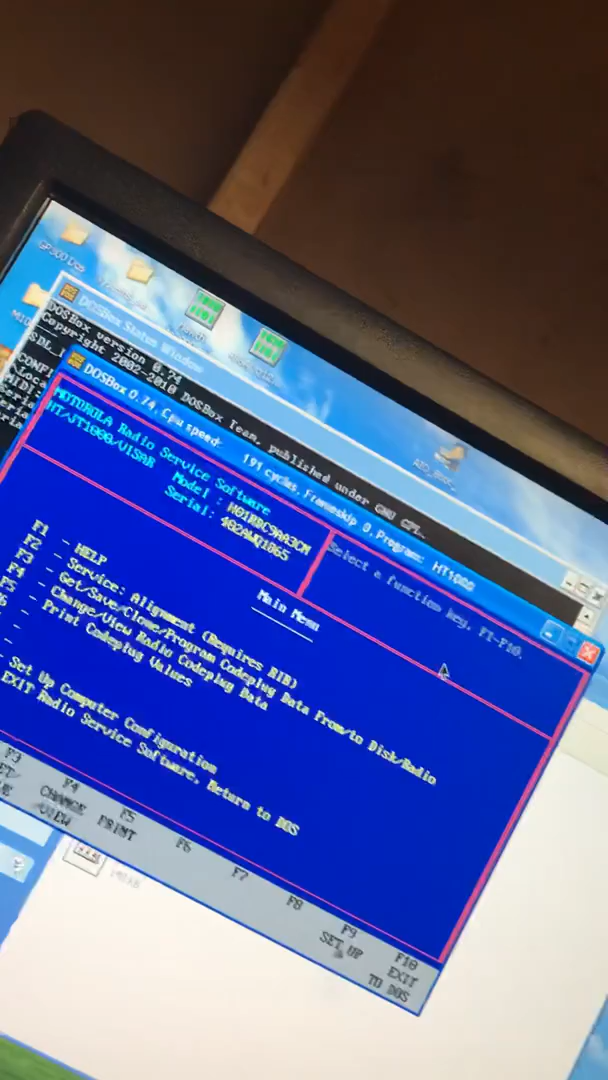 GP300 Dos
DOSBox Status Window
DOSBox version 0.74
Copyright 2002-2010 DOSBox Team, published under GNU GPL.
DOSBox 0.74, Cpu speed: 191 cycles, Frameskip 0, Program: HT1000
MOTOROLA Radio Service Software
HT/JT1000/VISAR
Model :
Serial:
Select a function key, F1-F10.
Main Menu
F1 - HELP
F2 - Service: Alignment (Requires RIB)
F3 - Get/Save/Clone/Program Codeplug Data From/to Disk/Radio
F4 - Change/View Radio Codeplug Data
F5 - Print Codeplug Values
- Set Up Computer Configuration
EXIT Radio Service Software, Return to DOS
F3
F4 CHANGE VIEW
F5 PRINT
F6
F7
F8
F9 SET UP
F10 EXIT TO DOS